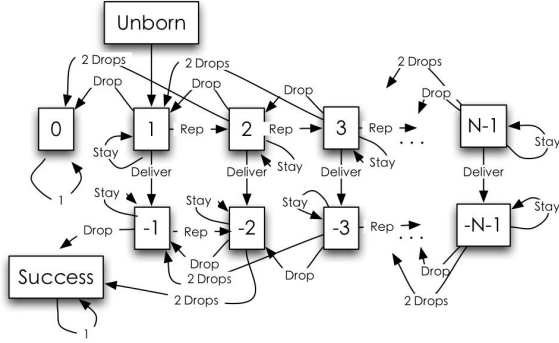 Unborn
2 Drops
2 Drops
2 Drops
Drop
Drop
Drop
Drop
0
1
Rep
2
Rep
3
Rep
. . .
N-1
Stay
Stay
Stay
Stay
1
Deliver
Deliver
Deliver
Deliver
Stay
Stay
Stay
Stay
Drop
-1
Rep
-2
-3
Rep
. . .
-N-1
Success
Drop
2 Drops
Drop
Drop
2 Drops
2 Drops
1